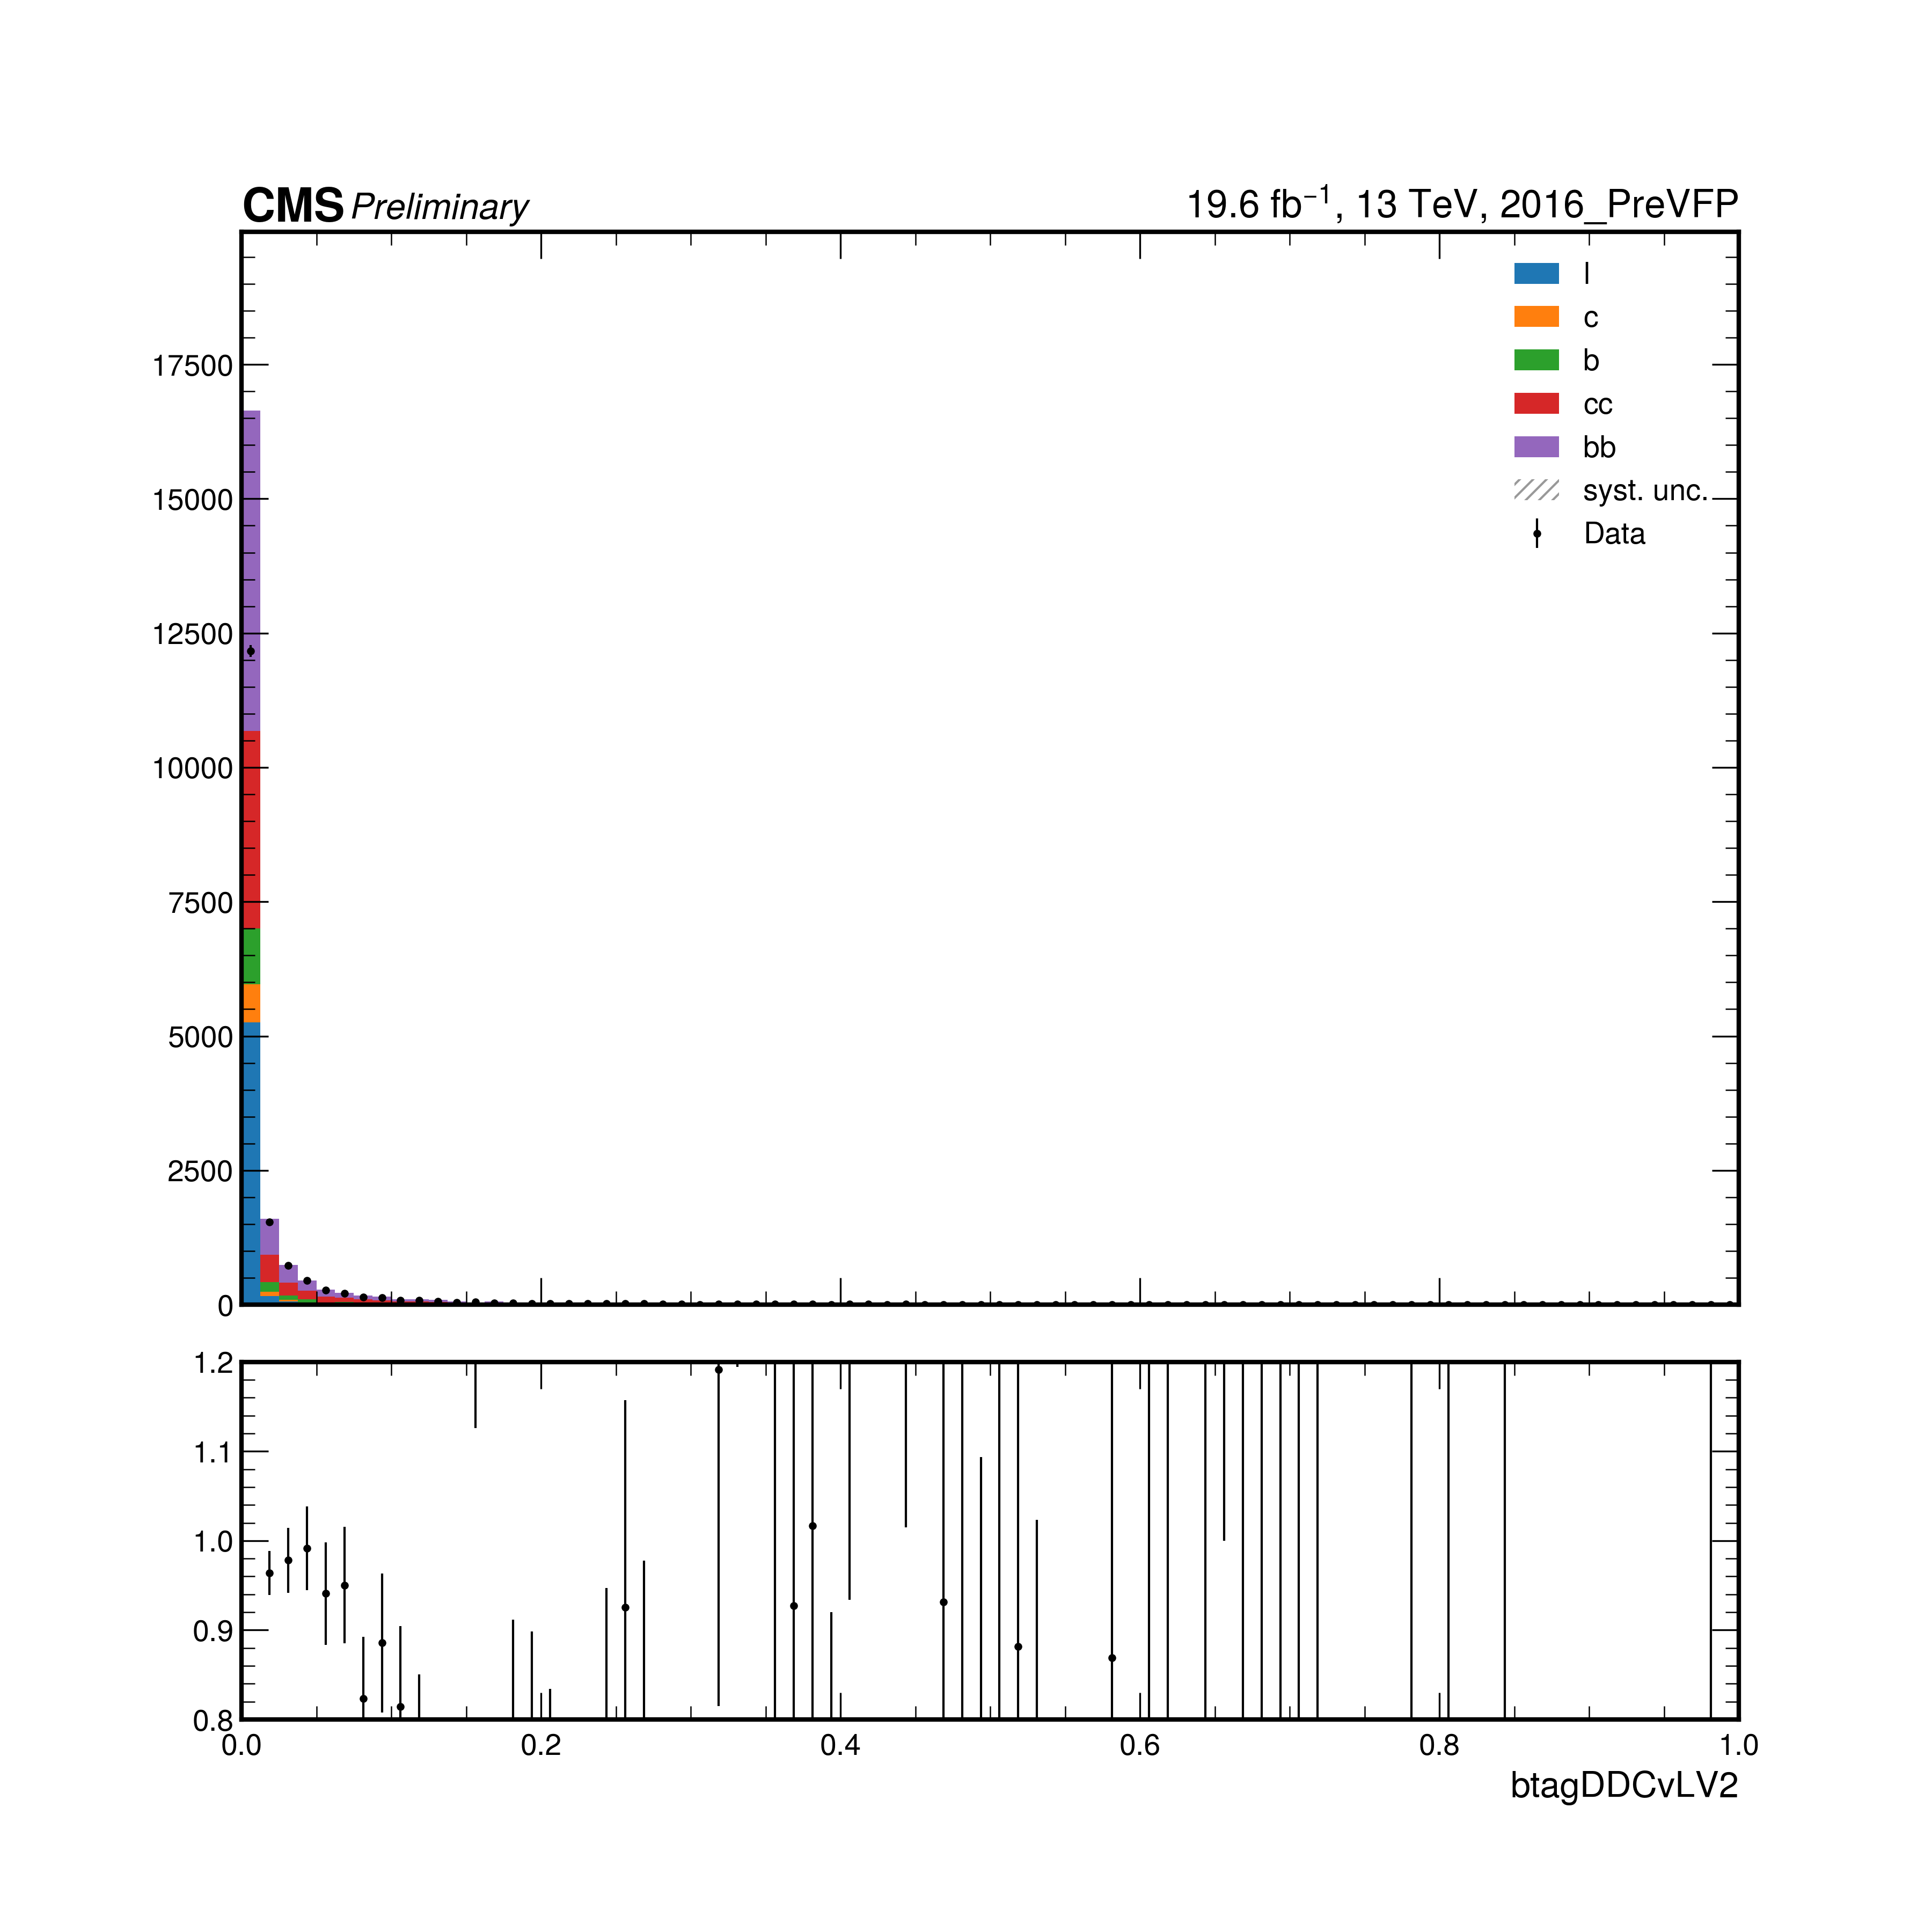 CMS Preliminary
19.6 fb⁻¹, 13 TeV, 2016_PreVFP
l
c
b
cc
bb
syst. unc.
Data
17500
15000
12500
10000
7500
5000
2500
0
1.2
1.1
1.0
0.9
0.8
0.0 0.2 0.4 0.6 0.8 1.0
btagDDCvLV2